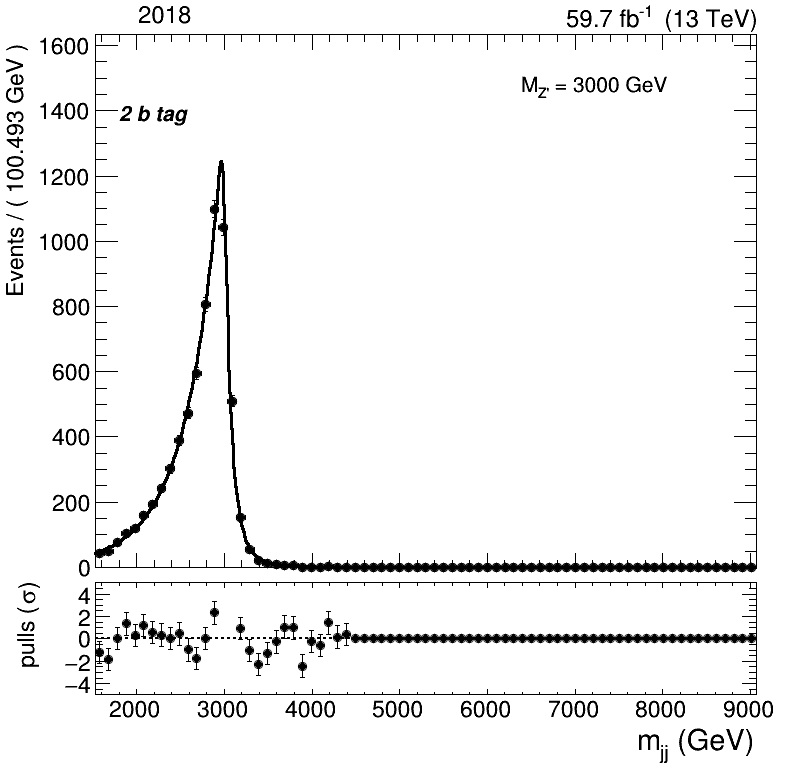 2018 59.7 fb⁻¹ (13 TeV)
Events / ( 100.493 GeV )
1600
1400
1200
1000
800
600
400
200
0
2 b tag
M_Z' = 3000 GeV
pulls (σ)
4
2
0
−2
−4
2000 3000 4000 5000 6000 7000 8000 9000
m_jj (GeV)